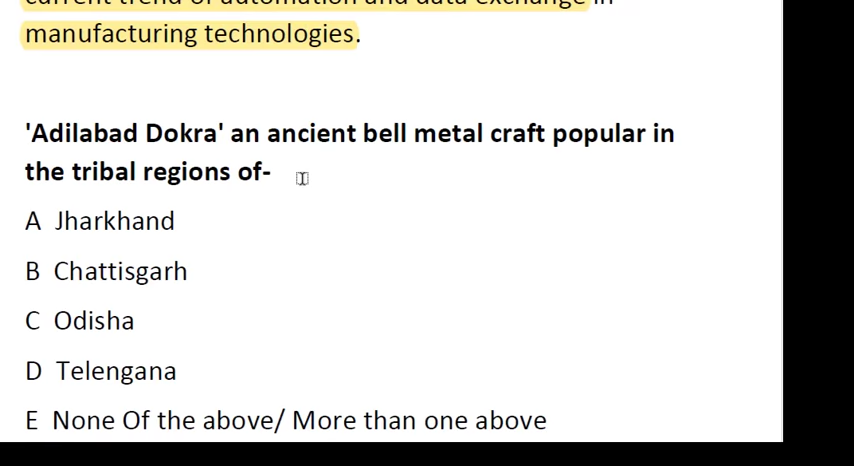 current trend of automation and data exchange in
manufacturing technologies.
'Adilabad Dokra' an ancient bell metal craft popular in
the tribal regions of-
A Jharkhand
B Chattisgarh
C Odisha
D Telengana
E None Of the above/ More than one above